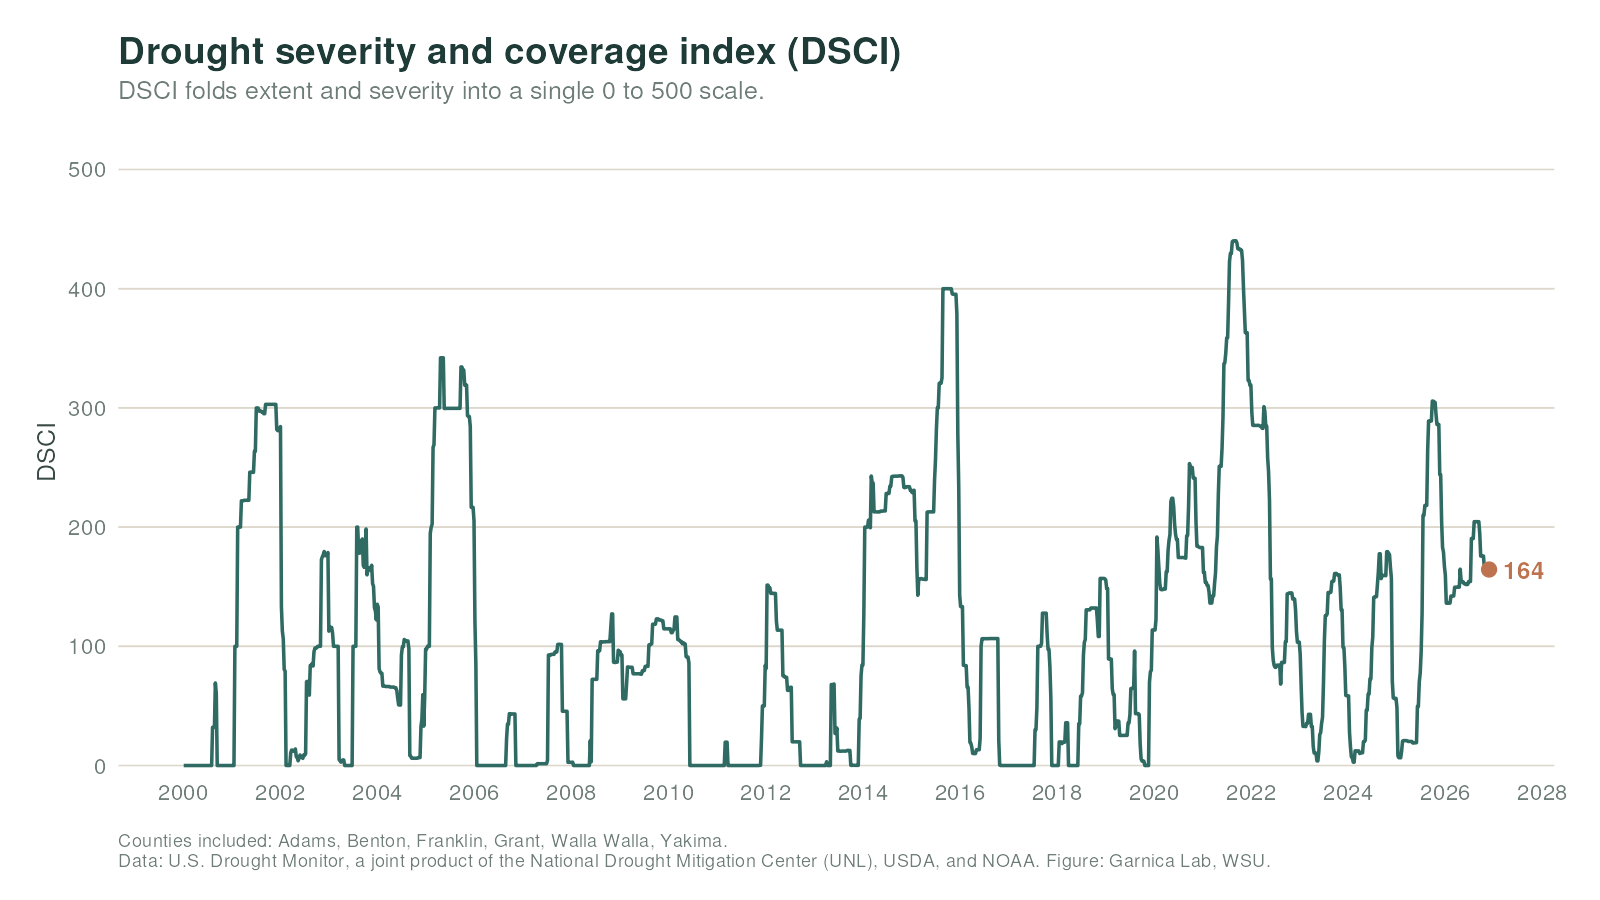 Drought severity and coverage index (DSCI)
DSCI folds extent and severity into a single 0 to 500 scale.
500
400
300
200
100
0
DSCI
164
2000 2002 2004 2006 2008 2010 2012 2014 2016 2018 2020 2022 2024 2026 2028
Counties included: Adams, Benton, Franklin, Grant, Walla Walla, Yakima.
Data: U.S. Drought Monitor, a joint product of the National Drought Mitigation Center (UNL), USDA, and NOAA. Figure: Garnica Lab, WSU.